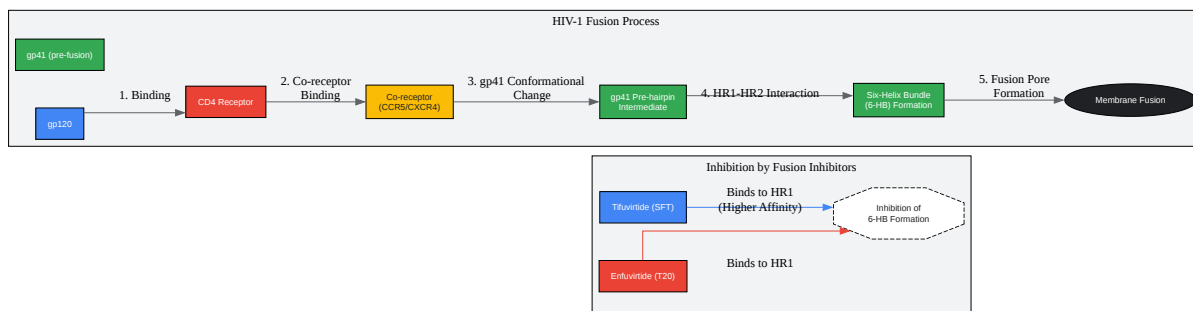 HIV-1 Fusion Process
gp41 (pre-fusion)
gp120
1. Binding
CD4 Receptor
2. Co-receptor
Binding
Co-receptor
(CCR5/CXCR4)
3. gp41 Conformational
Change
gp41 Pre-hairpin
Intermediate
4. HR1-HR2 Interaction
Six-Helix Bundle
(6-HB) Formation
5. Fusion Pore
Formation
Membrane Fusion
Inhibition by Fusion Inhibitors
Tifuvirtide (SFT)
Binds to HR1
(Higher Affinity)
Inhibition of
6-HB Formation
Enfuvirtide (T20)
Binds to HR1